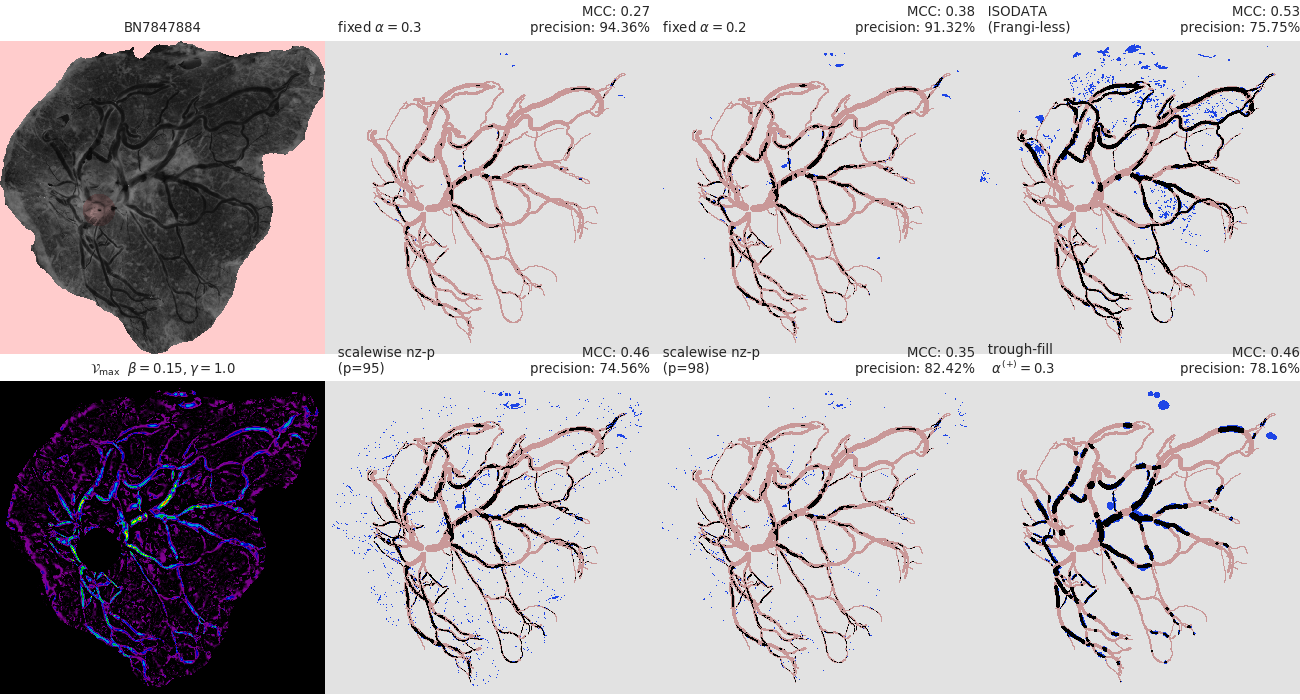 BN7847884
fixed α = 0.3
MCC: 0.27
precision: 94.36%
fixed α = 0.2
MCC: 0.38
precision: 91.32%
ISODATA
(Frangi-less)
MCC: 0.53
precision: 75.75%
𝒱max β = 0.15, γ = 1.0
scalewise nz-p
(p=95)
MCC: 0.46
precision: 74.56%
scalewise nz-p
(p=98)
MCC: 0.35
precision: 82.42%
trough-fill
α(+) = 0.3
MCC: 0.46
precision: 78.16%